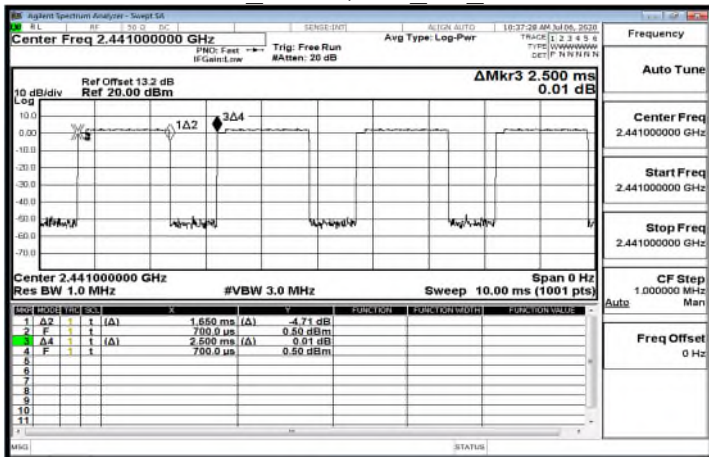 Agilent Spectrum Analyzer - Swept SA
RL RF 50 Ω DC SENSE:INT ALIGN AUTO 10:37:28 AM Jul 06, 2020
Center Freq 2.441000000 GHz
PNO: Fast Trig: Free Run
IFGain:Low #Atten: 20 dB
Avg Type: Log-Pwr
TRACE 1 2 3 4 5 6
TYPE WWWWWW
DET P N N N N N
Frequency
Auto Tune
Center Freq
2.441000000 GHz
Start Freq
2.441000000 GHz
Stop Freq
2.441000000 GHz
CF Step
1.000000 MHz
Auto Man
Freq Offset
0 Hz
Ref Offset 13.2 dB
10 dB/div Ref 20.00 dBm
Log
ΔMkr3 2.500 ms
0.01 dB
10.0
0.00
-10.0
-20.0
-30.0
-40.0
-50.0
-60.0
-70.0
1Δ2
3Δ4
Center 2.441000000 GHz Span 0 Hz
Res BW 1.0 MHz #VBW 3.0 MHz Sweep 10.00 ms (1001 pts)
MKR MODE TRC SCL X Y FUNCTION FUNCTION WIDTH FUNCTION VALUE
1 Δ2 1 t (Δ) 1.650 ms (Δ) -4.71 dB
2 F 1 t 700.0 µs 0.50 dBm
3 Δ4 1 t (Δ) 2.500 ms (Δ) 0.01 dB
4 F 1 t 700.0 µs 0.50 dBm
5
6
7
8
9
10
11
MSG STATUS